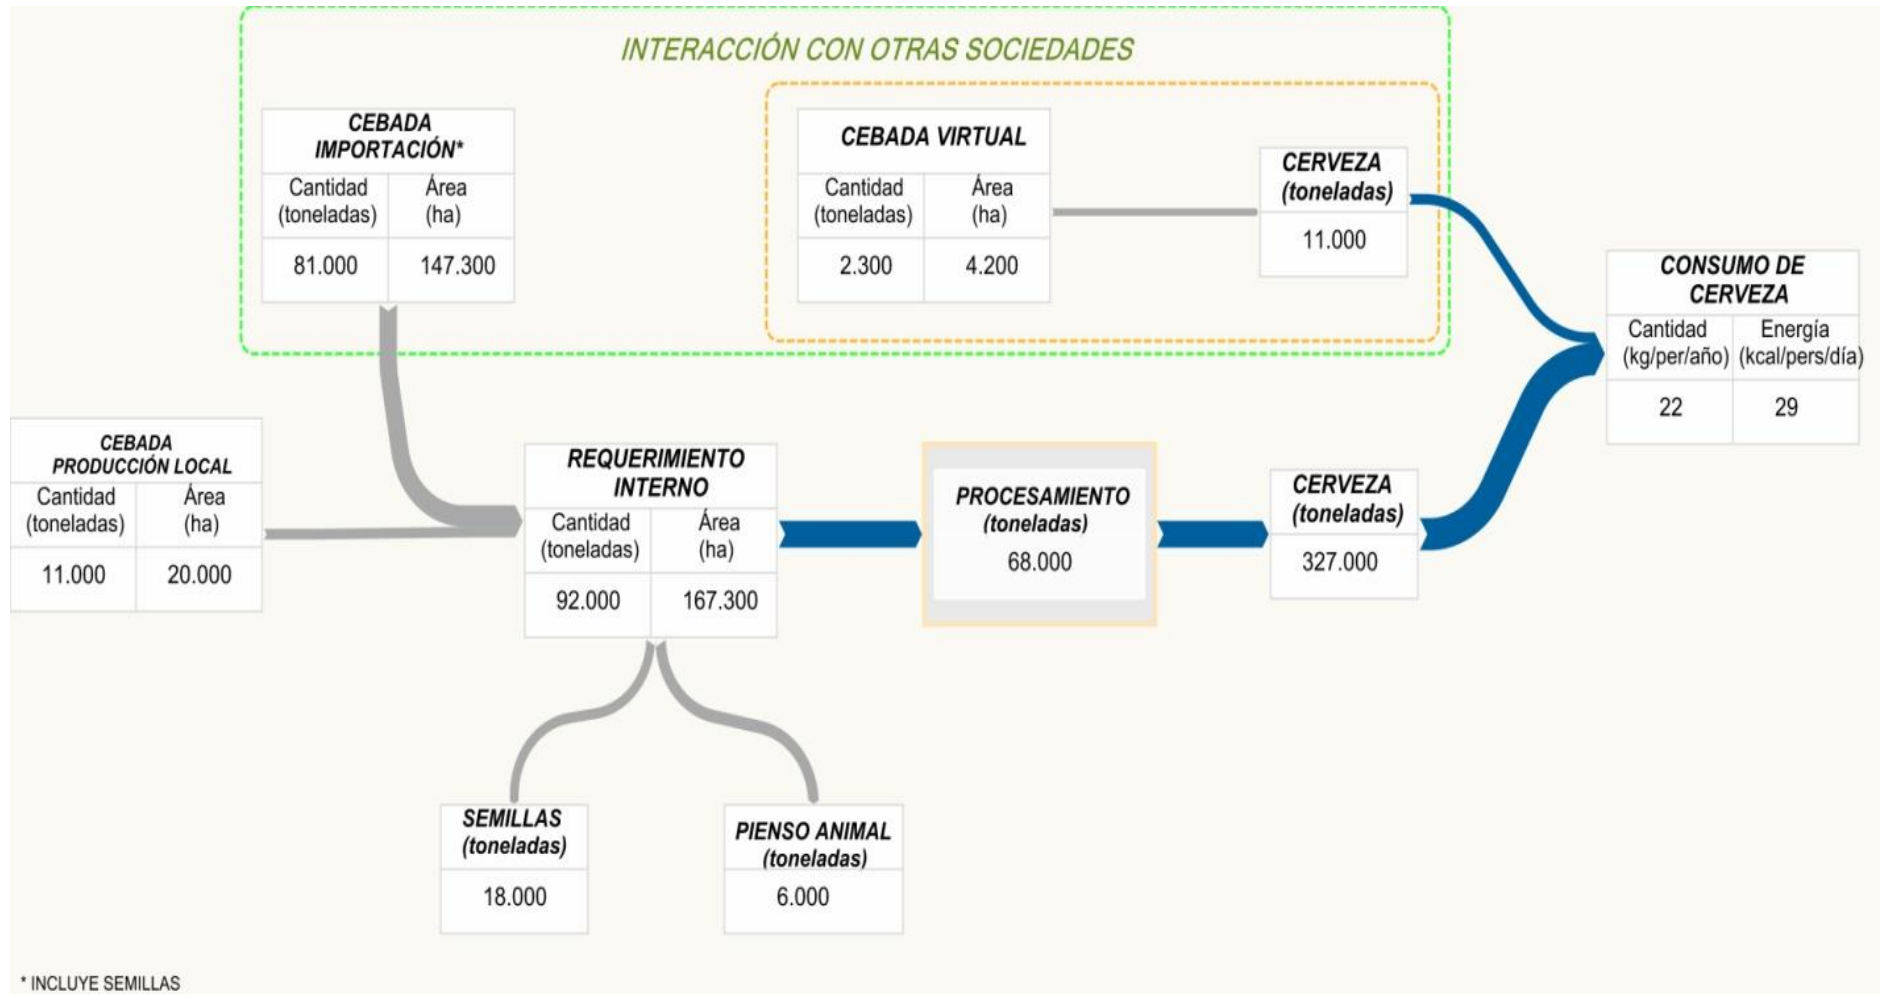 INTERACCIÓN CON OTRAS SOCIEDADES
CEBADA
IMPORTACIÓN*
Cantidad
(toneladas)
Área
(ha)
81.000
147.300
CEBADA VIRTUAL
Cantidad
(toneladas)
Área
(ha)
2.300
4.200
CERVEZA
(toneladas)
11.000
CONSUMO DE
CERVEZA
Cantidad
(kg/per/año)
Energía
(kcal/pers/día)
22
29
CEBADA
PRODUCCIÓN LOCAL
Cantidad
(toneladas)
Área
(ha)
11.000
20.000
REQUERIMIENTO
INTERNO
Cantidad
(toneladas)
Área
(ha)
92.000
167.300
PROCESAMIENTO
(toneladas)
68.000
CERVEZA
(toneladas)
327.000
SEMILLAS
(toneladas)
18.000
PIENSO ANIMAL
(toneladas)
6.000
* INCLUYE SEMILLAS